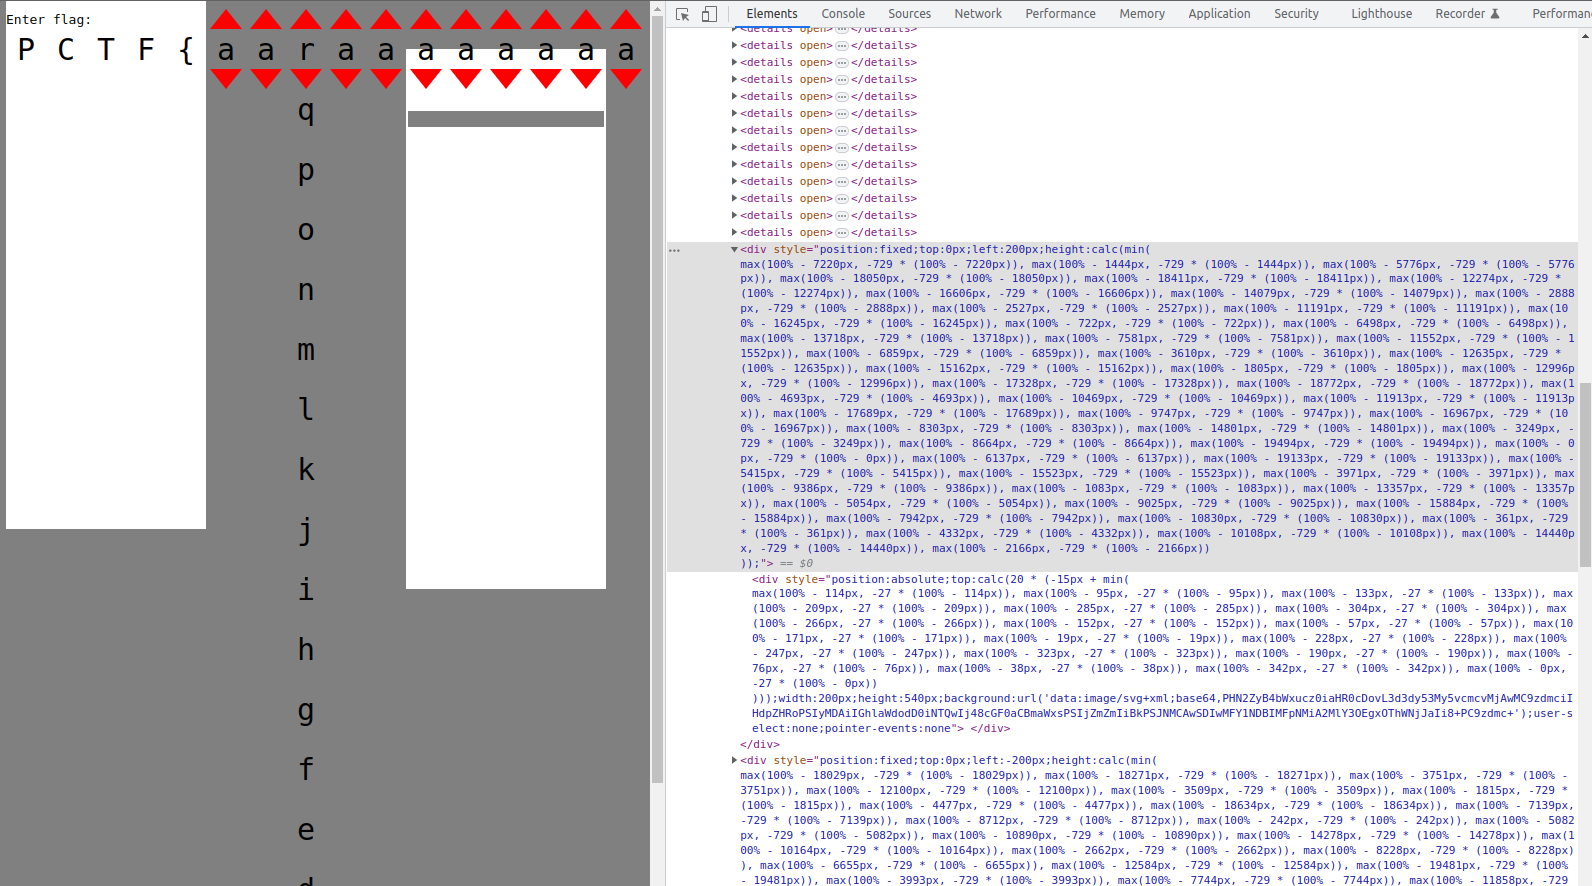 Enter flag:
P C T F { a a r a a a a a a a a
q
p
o
n
m
l
k
j
i
h
g
f
e
Elements Console Sources Network Performance Memory Application Security Lighthouse Recorder Performan
<details open> ⋯ </details>
<details open> ⋯ </details>
<details open> ⋯ </details>
<details open> ⋯ </details>
<details open> ⋯ </details>
<details open> ⋯ </details>
<details open> ⋯ </details>
<details open> ⋯ </details>
<details open> ⋯ </details>
<details open> ⋯ </details>
<details open> ⋯ </details>
<details open> ⋯ </details>
<details open> ⋯ </details>
<div style="position:fixed;top:0px;left:200px;height:calc(min(
max(100% - 7220px, -729 * (100% - 7220px)), max(100% - 1444px, -729 * (100% - 1444px)), max(100% - 5776px, -729 * (100% - 5776
px)), max(100% - 18050px, -729 * (100% - 18050px)), max(100% - 18411px, -729 * (100% - 18411px)), max(100% - 12274px, -729 *
(100% - 12274px)), max(100% - 16606px, -729 * (100% - 16606px)), max(100% - 14079px, -729 * (100% - 14079px)), max(100% - 2888
px, -729 * (100% - 2888px)), max(100% - 2527px, -729 * (100% - 2527px)), max(100% - 11191px, -729 * (100% - 11191px)), max(10
0% - 16245px, -729 * (100% - 16245px)), max(100% - 722px, -729 * (100% - 722px)), max(100% - 6498px, -729 * (100% - 6498px)),
max(100% - 13718px, -729 * (100% - 13718px)), max(100% - 7581px, -729 * (100% - 7581px)), max(100% - 11552px, -729 * (100% - 1
1552px)), max(100% - 6859px, -729 * (100% - 6859px)), max(100% - 3610px, -729 * (100% - 3610px)), max(100% - 12635px, -729 *
(100% - 12635px)), max(100% - 15162px, -729 * (100% - 15162px)), max(100% - 1805px, -729 * (100% - 1805px)), max(100% - 12996p
x, -729 * (100% - 12996px)), max(100% - 17328px, -729 * (100% - 17328px)), max(100% - 18772px, -729 * (100% - 18772px)), max(1
00% - 4693px, -729 * (100% - 4693px)), max(100% - 10469px, -729 * (100% - 10469px)), max(100% - 11913px, -729 * (100% - 11913p
x)), max(100% - 17689px, -729 * (100% - 17689px)), max(100% - 9747px, -729 * (100% - 9747px)), max(100% - 16967px, -729 * (10
0% - 16967px)), max(100% - 8303px, -729 * (100% - 8303px)), max(100% - 14801px, -729 * (100% - 14801px)), max(100% - 3249px, -
729 * (100% - 3249px)), max(100% - 8664px, -729 * (100% - 8664px)), max(100% - 19494px, -729 * (100% - 19494px)), max(100% - 0
px, -729 * (100% - 0px)), max(100% - 6137px, -729 * (100% - 6137px)), max(100% - 19133px, -729 * (100% - 19133px)), max(100% -
5415px, -729 * (100% - 5415px)), max(100% - 15523px, -729 * (100% - 15523px)), max(100% - 3971px, -729 * (100% - 3971px)), max
(100% - 9386px, -729 * (100% - 9386px)), max(100% - 1083px, -729 * (100% - 1083px)), max(100% - 13357px, -729 * (100% - 13357p
x)), max(100% - 5054px, -729 * (100% - 5054px)), max(100% - 9025px, -729 * (100% - 9025px)), max(100% - 15884px, -729 * (100%
- 15884px)), max(100% - 7942px, -729 * (100% - 7942px)), max(100% - 10830px, -729 * (100% - 10830px)), max(100% - 361px, -729
* (100% - 361px)), max(100% - 4332px, -729 * (100% - 4332px)), max(100% - 10108px, -729 * (100% - 10108px)), max(100% - 14440p
x, -729 * (100% - 14440px)), max(100% - 2166px, -729 * (100% - 2166px))
));"> == $0
<div style="position:absolute;top:calc(20 * (-15px + min(
max(100% - 114px, -27 * (100% - 114px)), max(100% - 95px, -27 * (100% - 95px)), max(100% - 133px, -27 * (100% - 133px)), max
(100% - 209px, -27 * (100% - 209px)), max(100% - 285px, -27 * (100% - 285px)), max(100% - 304px, -27 * (100% - 304px)), max
(100% - 266px, -27 * (100% - 266px)), max(100% - 152px, -27 * (100% - 152px)), max(100% - 57px, -27 * (100% - 57px)), max(10
0% - 171px, -27 * (100% - 171px)), max(100% - 19px, -27 * (100% - 19px)), max(100% - 228px, -27 * (100% - 228px)), max(100%
- 247px, -27 * (100% - 247px)), max(100% - 323px, -27 * (100% - 323px)), max(100% - 190px, -27 * (100% - 190px)), max(100% -
76px, -27 * (100% - 76px)), max(100% - 38px, -27 * (100% - 38px)), max(100% - 342px, -27 * (100% - 342px)), max(100% - 0px,
-27 * (100% - 0px))
)));width:200px;height:540px;background:url('data:image/svg+xml;base64,PHN2ZyB4bWxucz0iaHR0cDovL3d3dy53My5vcmcvMjAwMC9zdmciI
HdpZHRoPSIyMDAiIGhlaWdodD0iNTQwIj48cGF0aCBmaWxsPSIjZmZmIiBkPSJNMCAwSDIwMFY1NDBIMFpNMiA2MlY3OEgxOThWNjJaIi8+PC9zdmc+');user-s
elect:none;pointer-events:none"> </div>
</div>
<div style="position:fixed;top:0px;left:-200px;height:calc(min(
max(100% - 18029px, -729 * (100% - 18029px)), max(100% - 18271px, -729 * (100% - 18271px)), max(100% - 3751px, -729 * (100% -
3751px)), max(100% - 12100px, -729 * (100% - 12100px)), max(100% - 3509px, -729 * (100% - 3509px)), max(100% - 1815px, -729 *
(100% - 1815px)), max(100% - 4477px, -729 * (100% - 4477px)), max(100% - 18634px, -729 * (100% - 18634px)), max(100% - 7139px,
-729 * (100% - 7139px)), max(100% - 8712px, -729 * (100% - 8712px)), max(100% - 242px, -729 * (100% - 242px)), max(100% - 5082
px, -729 * (100% - 5082px)), max(100% - 10890px, -729 * (100% - 10890px)), max(100% - 14278px, -729 * (100% - 14278px)), max(1
00% - 10164px, -729 * (100% - 10164px)), max(100% - 2662px, -729 * (100% - 2662px)), max(100% - 8228px, -729 * (100% - 8228px)
), max(100% - 6655px, -729 * (100% - 6655px)), max(100% - 12584px, -729 * (100% - 12584px)), max(100% - 19481px, -729 * (100%
- 19481px)), max(100% - 3993px, -729 * (100% - 3993px)), max(100% - 7744px, -729 * (100% - 7744px)), max(100% - 11858px, -729